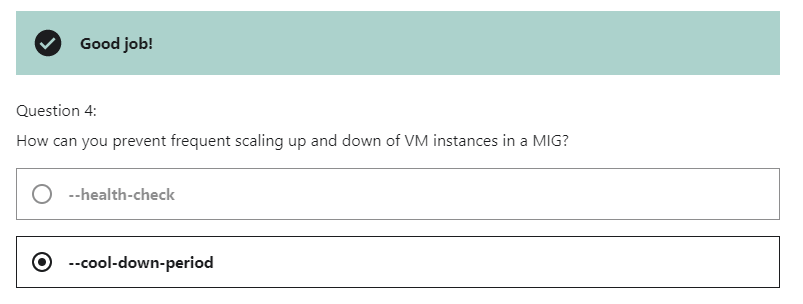 Good job!
Question 4:
How can you prevent frequent scaling up and down of VM instances in a MIG?
--health-check
--cool-down-period